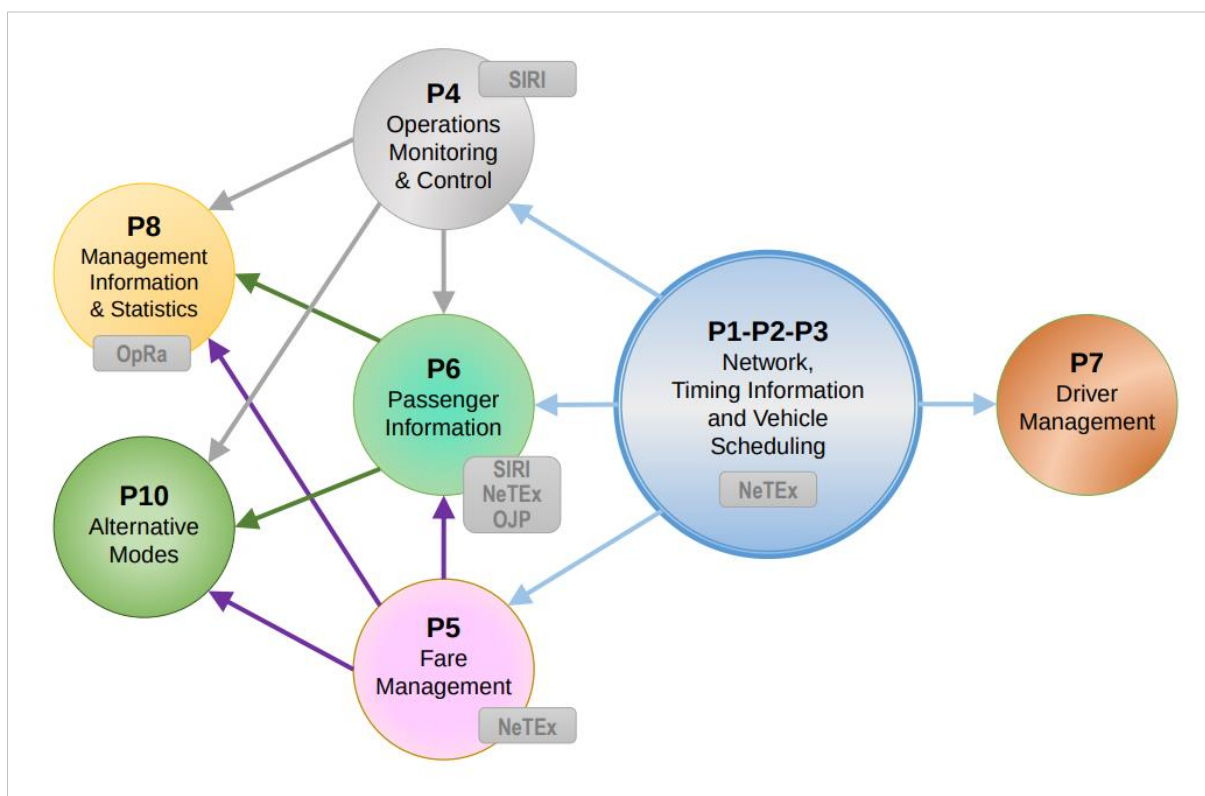 SIRI
P4
Operations
Monitoring
& Control
P8
Management
Information
& Statistics
OpRa
P6
Passenger
Information
SIRI
NeTEx
OJP
P1-P2-P3
Network,
Timing Information
and Vehicle
Scheduling
NeTEx
P7
Driver
Management
P10
Alternative
Modes
P5
Fare
Management
NeTEx